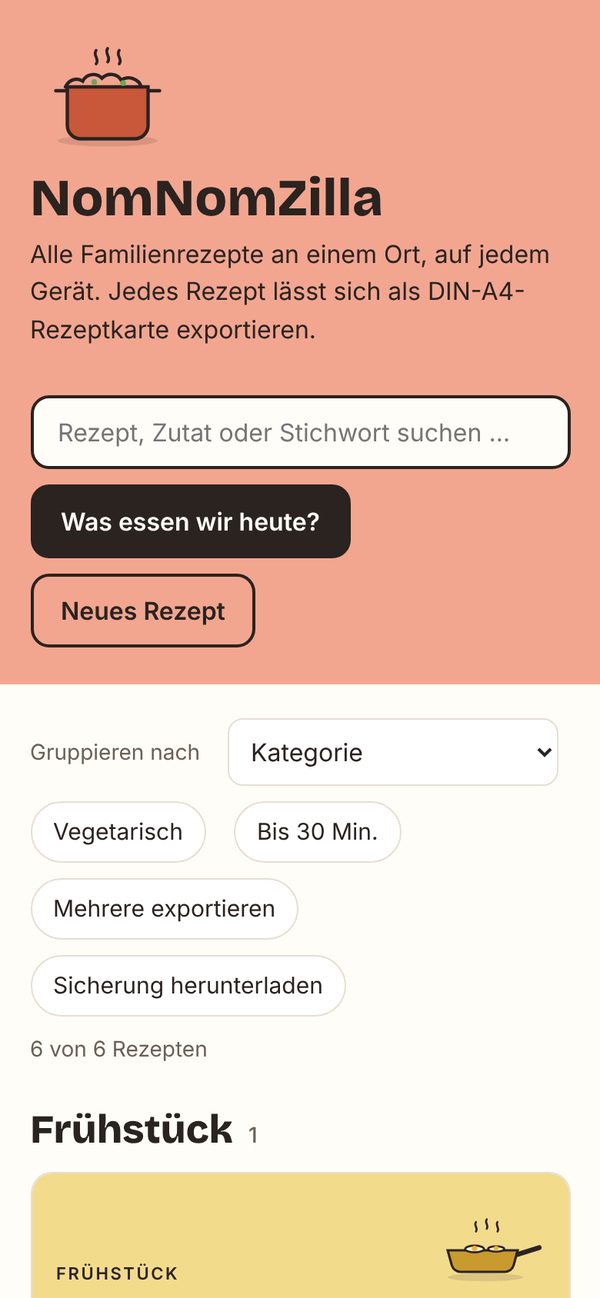 NomNomZilla
Alle Familienrezepte an einem Ort, auf jedem
Gerät. Jedes Rezept lässt sich als DIN-A4-
Rezeptkarte exportieren.
Rezept, Zutat oder Stichwort suchen ...
Was essen wir heute?
Neues Rezept
Gruppieren nach
Kategorie
Vegetarisch
Bis 30 Min.
Mehrere exportieren
Sicherung herunterladen
6 von 6 Rezepten
Frühstück 1
FRÜHSTÜCK